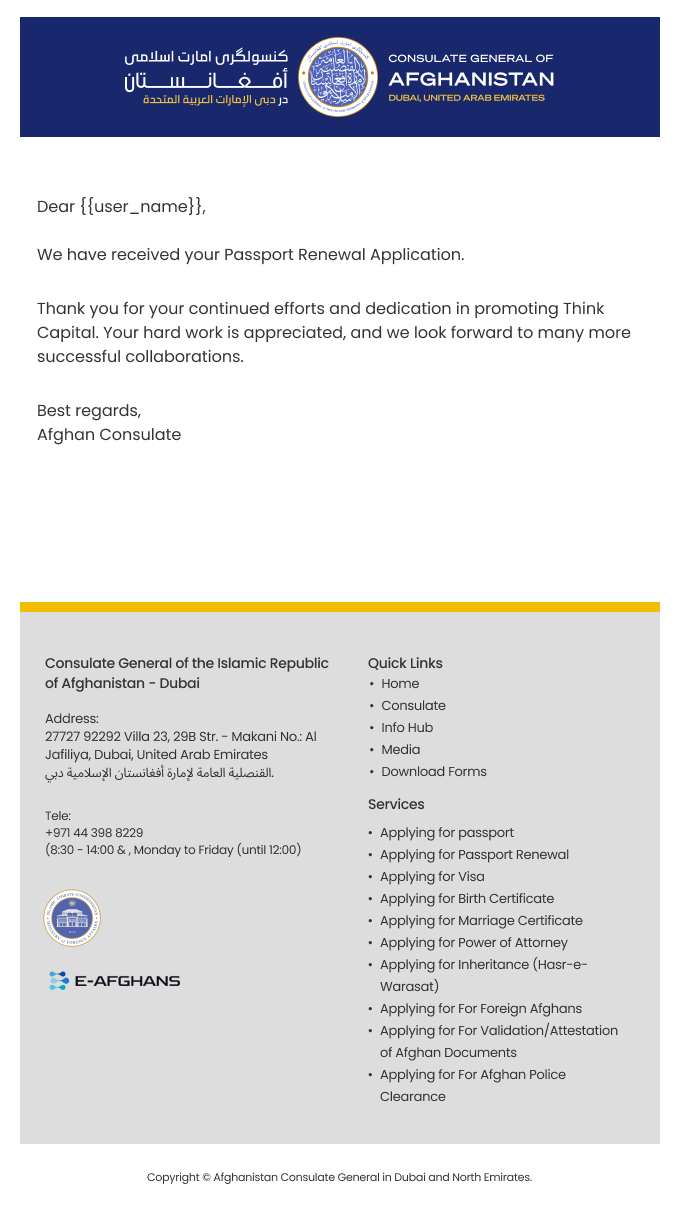 کنسولگری امارت اسلامی
أفغانستان
در دبی الإمارات العربية المتحدة
CONSULATE GENERAL OF
AFGHANISTAN
DUBAI, UNITED ARAB EMIRATES
Dear {{user_name}},
We have received your Passport Renewal Application.
Thank you for your continued efforts and dedication in promoting Think
Capital. Your hard work is appreciated, and we look forward to many more
successful collaborations.
Best regards,
Afghan Consulate
Consulate General of the Islamic Republic
of Afghanistan - Dubai
Address:
27727 92292 Villa 23, 29B Str. - Makani No.: Al
Jafiliya, Dubai, United Arab Emirates
القنصلية العامة لإمارة أفغانستان الإسلامية دبي.
Tele:
+971 44 398 8229
(8:30 - 14:00 & , Monday to Friday (until 12:00)
E-AFGHANS
Quick Links
• Home
• Consulate
• Info Hub
• Media
• Download Forms
Services
• Applying for passport
• Applying for Passport Renewal
• Applying for Visa
• Applying for Birth Certificate
• Applying for Marriage Certificate
• Applying for Power of Attorney
• Applying for Inheritance (Hasr-e-
Warasat)
• Applying for For Foreign Afghans
• Applying for For Validation/Attestation
of Afghan Documents
• Applying for For Afghan Police
Clearance
Copyright © Afghanistan Consulate General in Dubai and North Emirates.